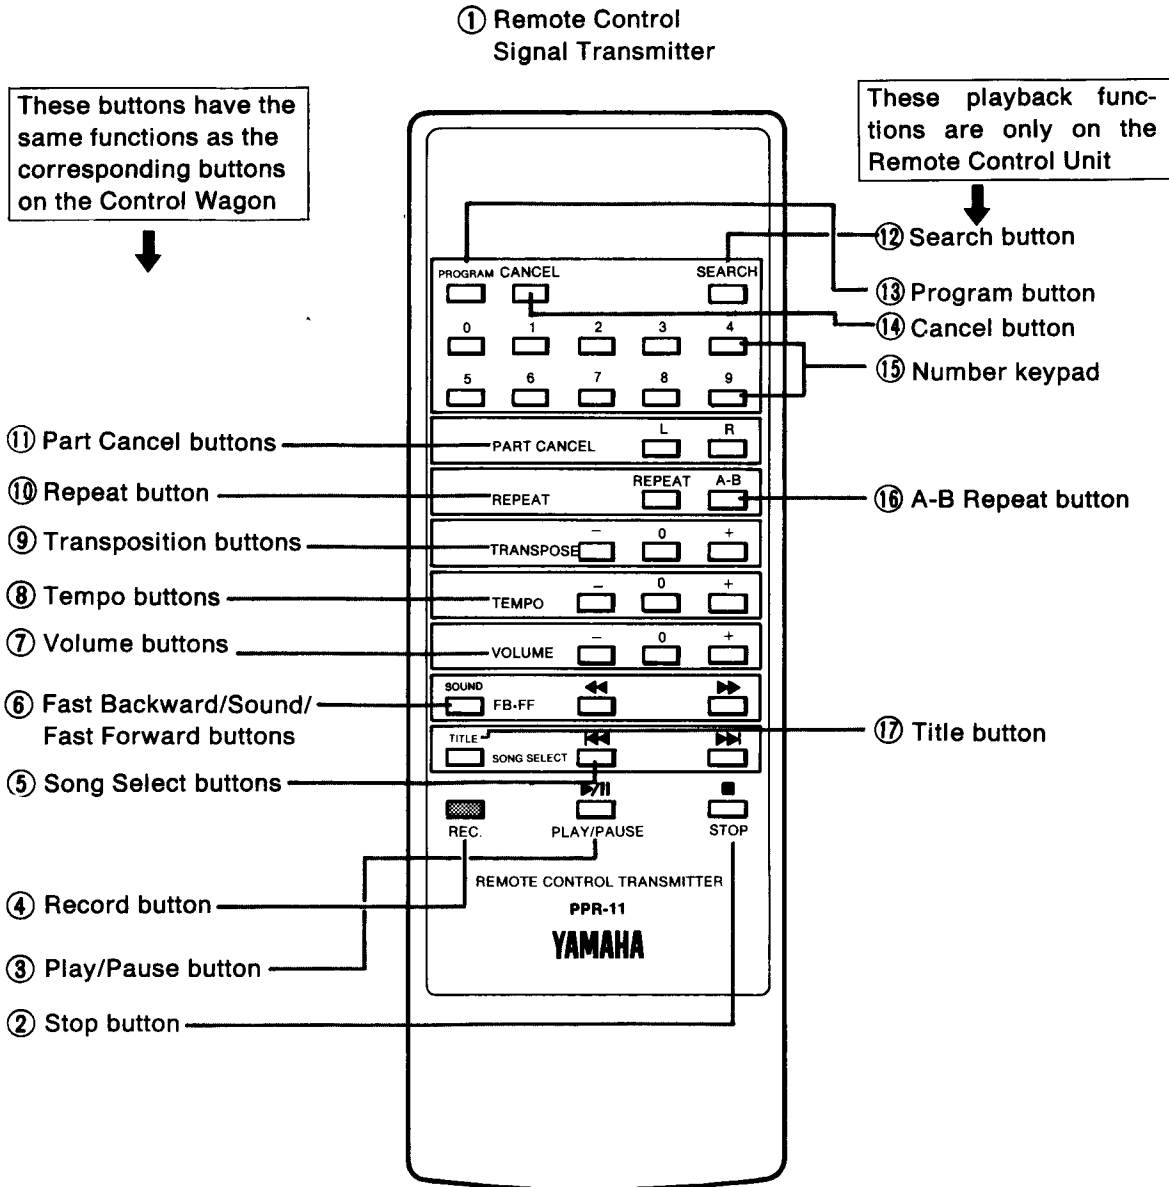 ① Remote Control
Signal Transmitter
These buttons have the
same functions as the
corresponding buttons
on the Control Wagon
These playback func-
tions are only on the
Remote Control Unit
⑫ Search button
⑬ Program button
⑭ Cancel button
⑮ Number keypad
⑯ A-B Repeat button
⑰ Title button
⑪ Part Cancel buttons
⑩ Repeat button
⑨ Transposition buttons
⑧ Tempo buttons
⑦ Volume buttons
⑥ Fast Backward/Sound/
Fast Forward buttons
⑤ Song Select buttons
④ Record button
③ Play/Pause button
② Stop button
PROGRAM CANCEL SEARCH
0 1 2 3 4
5 6 7 8 9
L R
PART CANCEL
REPEAT A-B
REPEAT
− 0 +
TRANSPOSE
− 0 +
TEMPO
− 0 +
VOLUME
SOUND ◀◀ ▶▶
FB•FF
TITLE |◀◀ ▶▶|
SONG SELECT
▶/II ■
REC. PLAY/PAUSE STOP
REMOTE CONTROL TRANSMITTER
PPR-11
YAMAHA